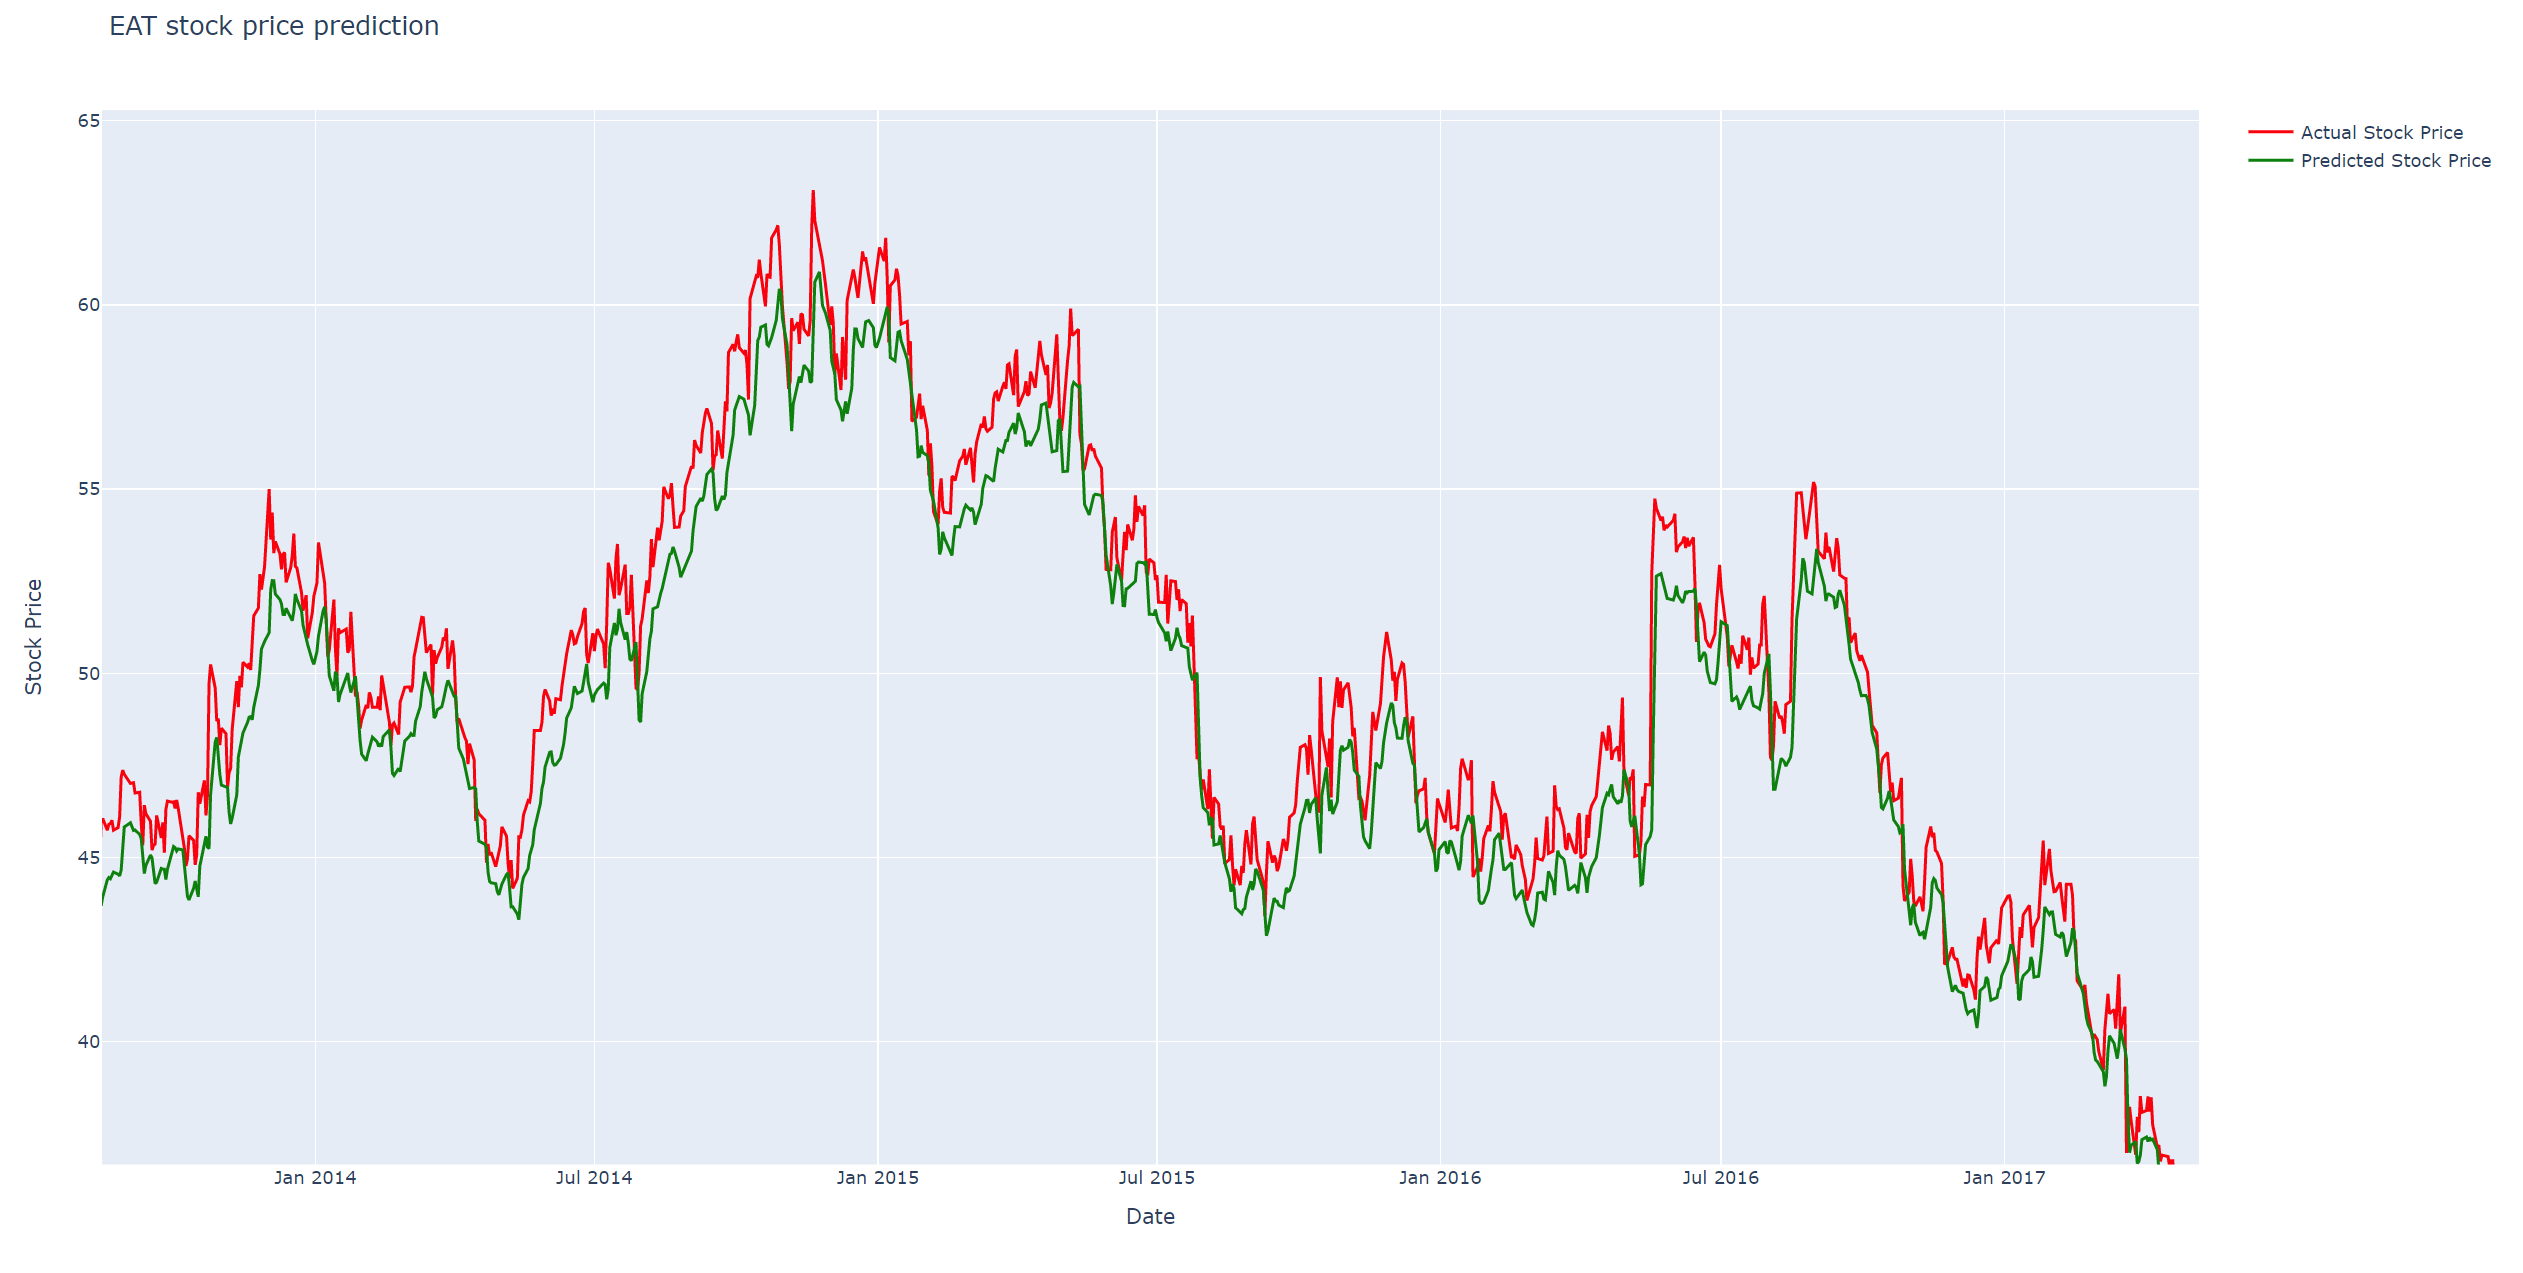 EAT stock price prediction
65
60
55
50
45
40
Stock Price
Jan 2014
Jul 2014
Jan 2015
Jul 2015
Jan 2016
Jul 2016
Jan 2017
Date
Actual Stock Price
Predicted Stock Price